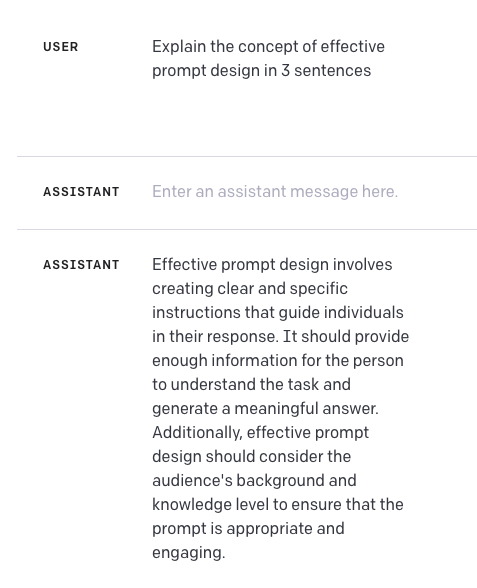 USER
Explain the concept of effective
prompt design in 3 sentences
ASSISTANT
Enter an assistant message here.
ASSISTANT
Effective prompt design involves
creating clear and specific
instructions that guide individuals
in their response. It should provide
enough information for the person
to understand the task and
generate a meaningful answer.
Additionally, effective prompt
design should consider the
audience's background and
knowledge level to ensure that the
prompt is appropriate and
engaging.